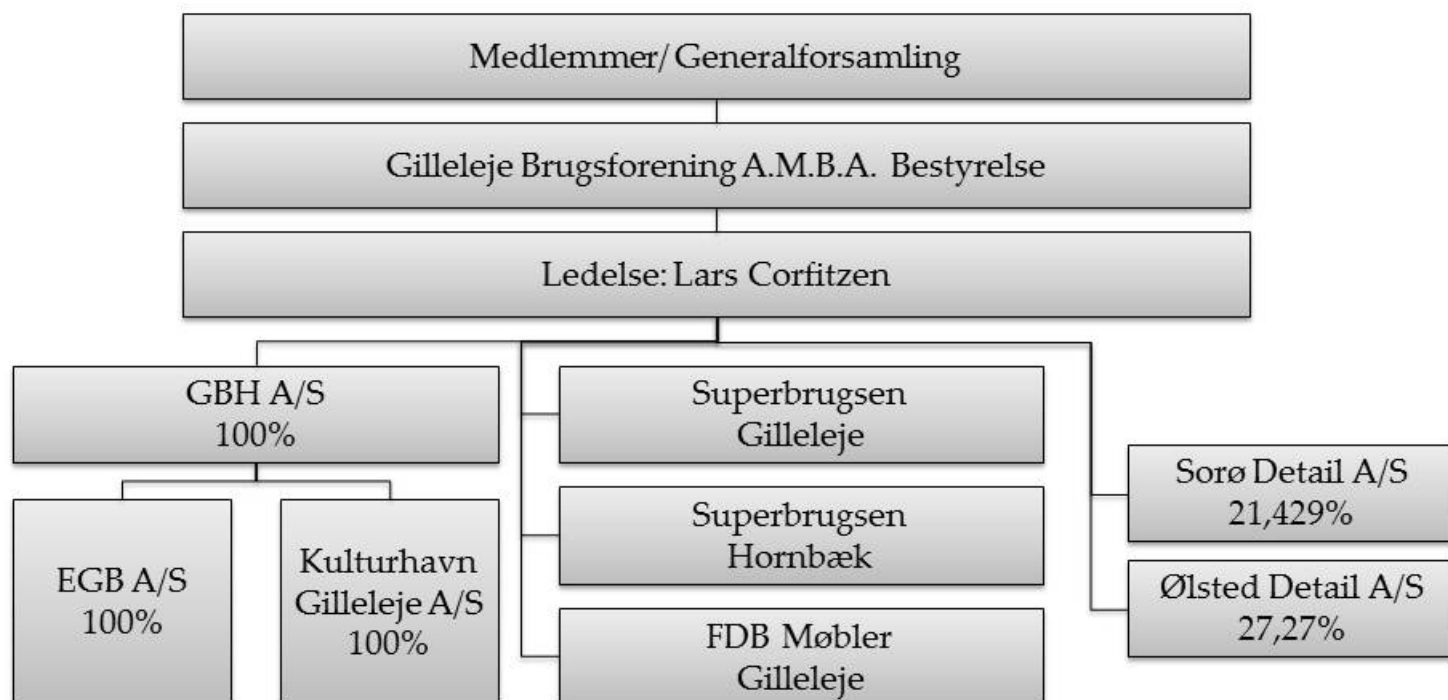 Medlemmer/ Generalforsamling
Gilleleje Brugsforening A.M.B.A. Bestyrelse
Ledelse: Lars Corfitzen
GBH A/S
100%
EGB A/S
100%
Kulturhavn
Gilleleje A/S
100%
Superbrugsen
Gilleleje
Superbrugsen
Hornbæk
FDB Møbler
Gilleleje
Sorø Detail A/S
21,429%
Ølsted Detail A/S
27,27%